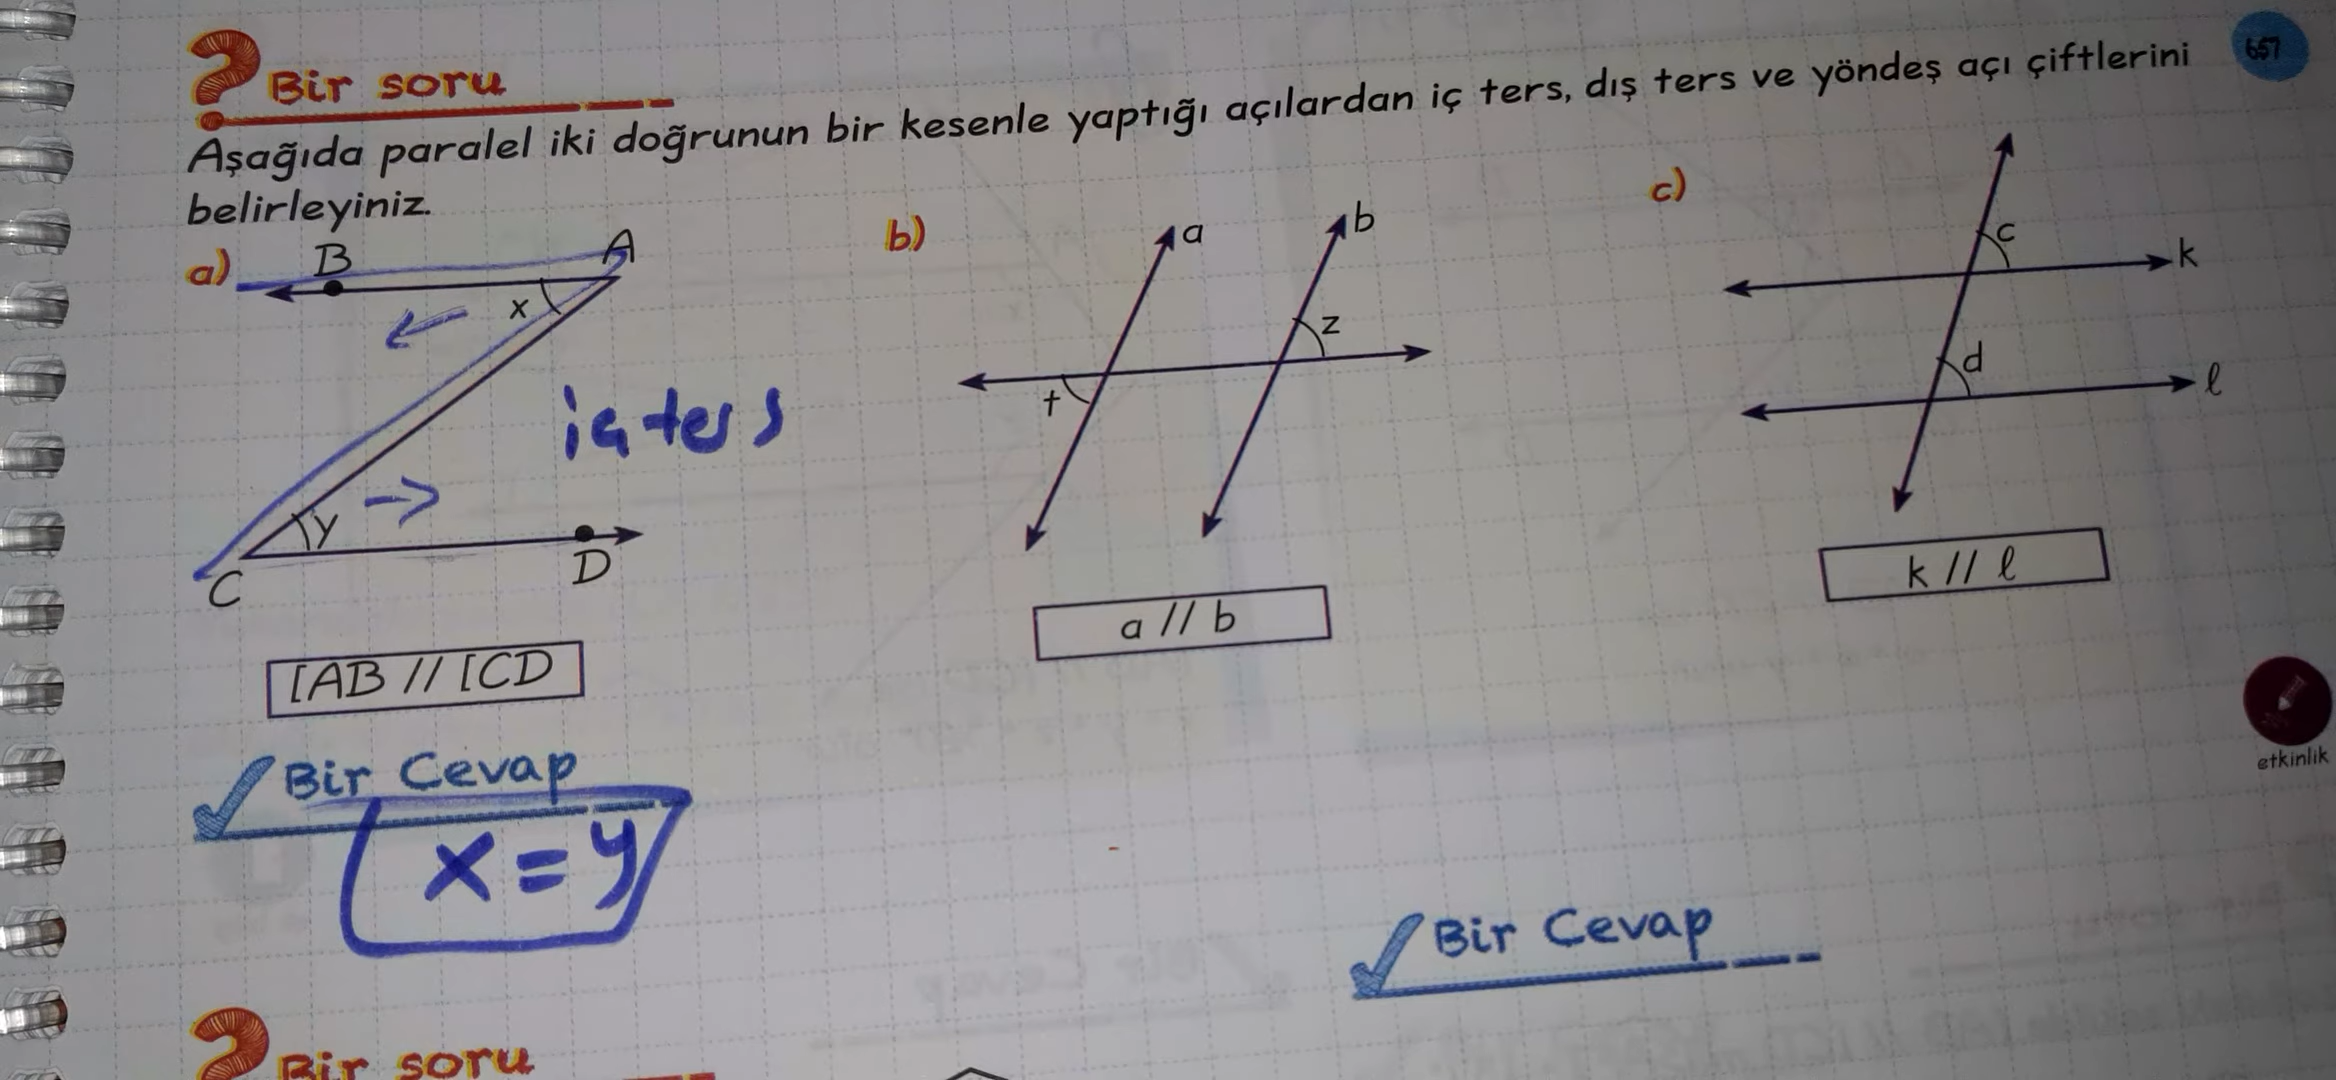 Bir soru
657
Aşağıda paralel iki doğrunun bir kesenle yaptığı açılardan iç ters, dış ters ve yöndeş açı çiftlerini
belirleyiniz.
a)
B
A
x
y
C
D
iç ters
[AB // [CD
b)
a
b
z
t
a // b
c)
c
k
d
ℓ
k // ℓ
etkinlik
Bir Cevap
x = y
Bir Cevap
Bir soru